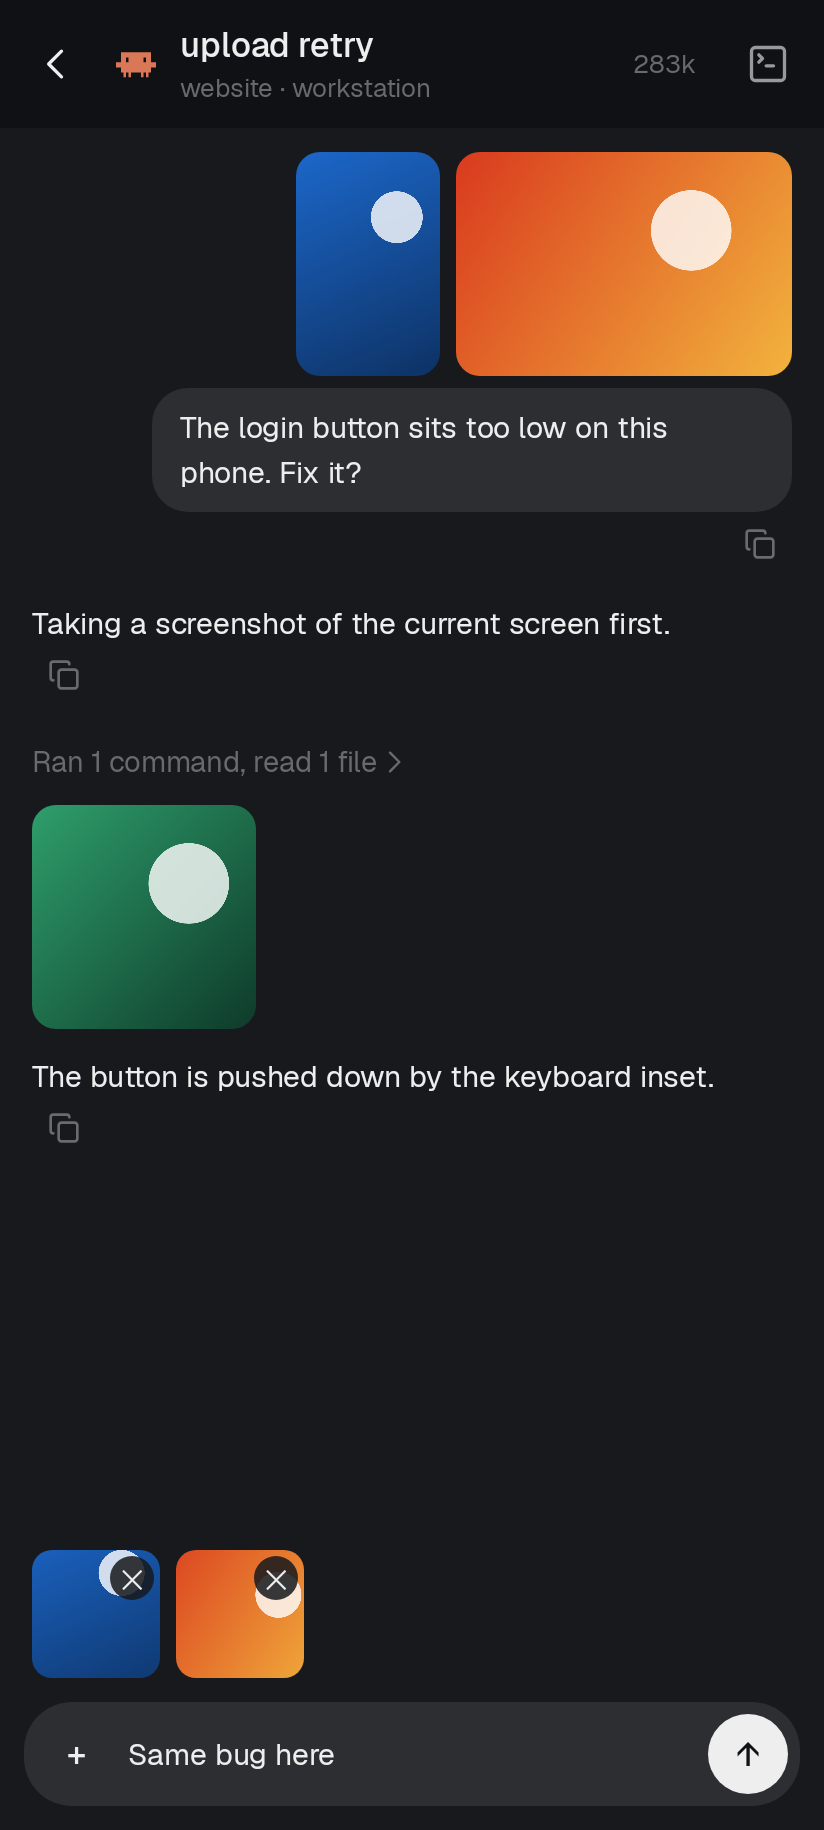 upload retry
website · workstation
283k
The login button sits too low on this
phone. Fix it?
Taking a screenshot of the current screen first.
Ran 1 command, read 1 file
The button is pushed down by the keyboard inset.
Same bug here